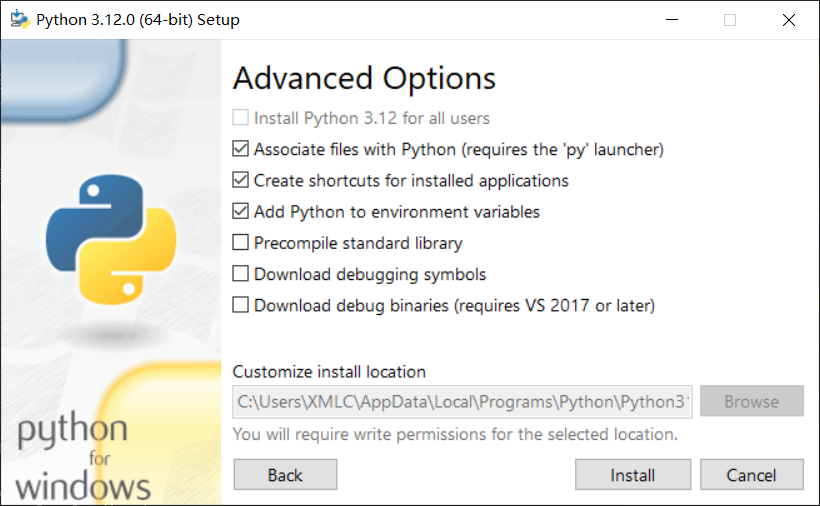 Python 3.12.0 (64-bit) Setup
Advanced Options
Install Python 3.12 for all users
Associate files with Python (requires the 'py' launcher)
Create shortcuts for installed applications
Add Python to environment variables
Precompile standard library
Download debugging symbols
Download debug binaries (requires VS 2017 or later)
Customize install location
C:\Users\XMLC\AppData\Local\Programs\Python\Python31
Browse
You will require write permissions for the selected location.
python
for
windows
Back
Install
Cancel